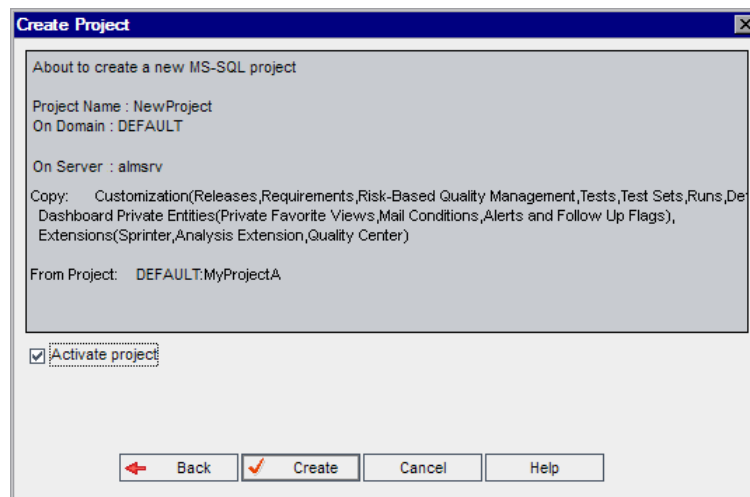 Create Project
About to create a new MS-SQL project
Project Name : NewProject
On Domain : DEFAULT
On Server : almsrv
Copy: Customization(Releases,Requirements,Risk-Based Quality Management,Tests,Test Sets,Runs,De
Dashboard Private Entities(Private Favorite Views,Mail Conditions,Alerts and Follow Up Flags),
Extensions(Sprinter,Analysis Extension,Quality Center)
From Project: DEFAULT:MyProjectA
Activate project
Back Create Cancel Help